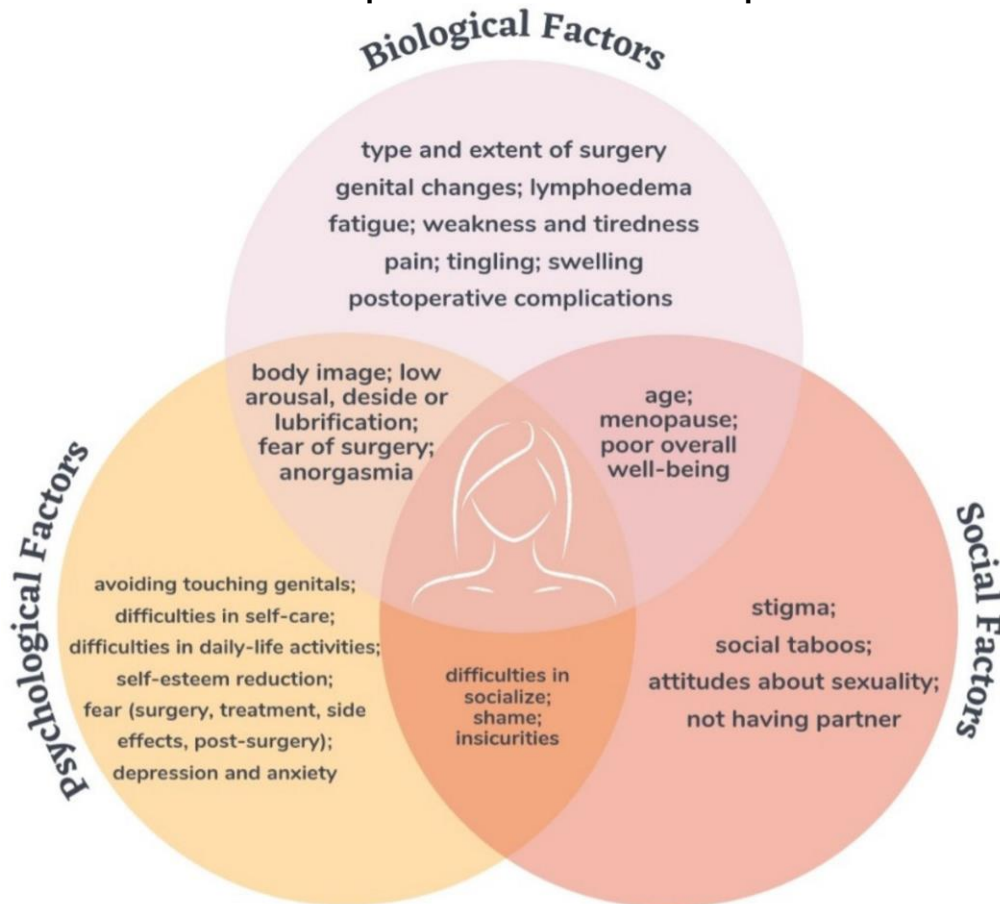 Biological Factors
type and extent of surgery
genital changes; lymphoedema
fatigue; weakness and tiredness
pain; tingling; swelling
postoperative complications
body image; low
arousal, deside or
lubrification;
fear of surgery;
anorgasmia
age;
menopause;
poor overall
well-being
Psychological Factors
avoiding touching genitals;
difficulties in self-care;
difficulties in daily-life activities;
self-esteem reduction;
fear (surgery, treatment, side
effects, post-surgery);
depression and anxiety
difficulties in
socialize;
shame;
insicurities
Social Factors
stigma;
social taboos;
attitudes about sexuality;
not having partner